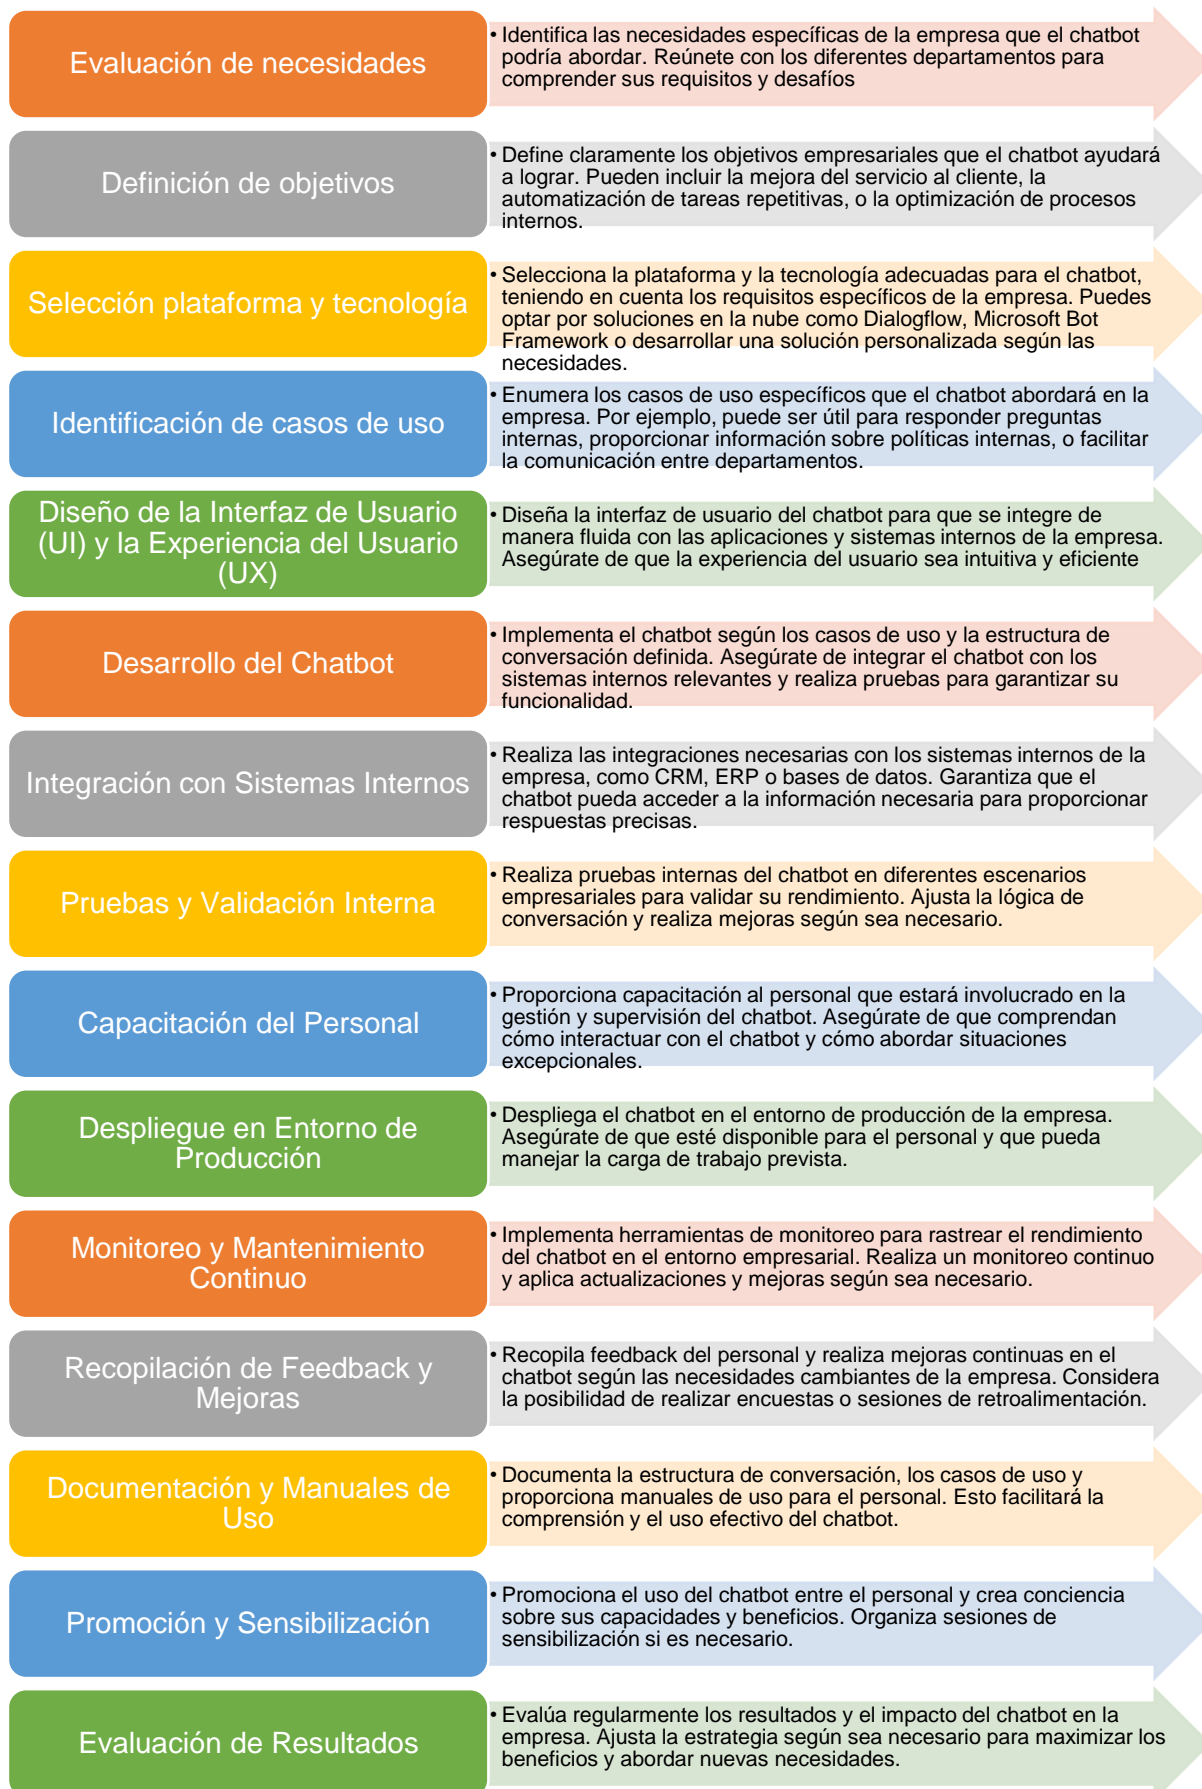 Evaluación de necesidades
• Identifica las necesidades específicas de la empresa que el chatbot
podría abordar. Reúnete con los diferentes departamentos para
comprender sus requisitos y desafíos
Definición de objetivos
• Define claramente los objetivos empresariales que el chatbot ayudará
a lograr. Pueden incluir la mejora del servicio al cliente, la
automatización de tareas repetitivas, o la optimización de procesos
internos.
Selección plataforma y tecnología
• Selecciona la plataforma y la tecnología adecuadas para el chatbot,
teniendo en cuenta los requisitos específicos de la empresa. Puedes
optar por soluciones en la nube como Dialogflow, Microsoft Bot
Framework o desarrollar una solución personalizada según las
necesidades.
Identificación de casos de uso
• Enumera los casos de uso específicos que el chatbot abordará en la
empresa. Por ejemplo, puede ser útil para responder preguntas
internas, proporcionar información sobre políticas internas, o facilitar
la comunicación entre departamentos.
Diseño de la Interfaz de Usuario
(UI) y la Experiencia del Usuario
(UX)
• Diseña la interfaz de usuario del chatbot para que se integre de
manera fluida con las aplicaciones y sistemas internos de la empresa.
Asegúrate de que la experiencia del usuario sea intuitiva y eficiente
Desarrollo del Chatbot
• Implementa el chatbot según los casos de uso y la estructura de
conversación definida. Asegúrate de integrar el chatbot con los
sistemas internos relevantes y realiza pruebas para garantizar su
funcionalidad.
Integración con Sistemas Internos
• Realiza las integraciones necesarias con los sistemas internos de la
empresa, como CRM, ERP o bases de datos. Garantiza que el
chatbot pueda acceder a la información necesaria para proporcionar
respuestas precisas.
Pruebas y Validación Interna
• Realiza pruebas internas del chatbot en diferentes escenarios
empresariales para validar su rendimiento. Ajusta la lógica de
conversación y realiza mejoras según sea necesario.
Capacitación del Personal
• Proporciona capacitación al personal que estará involucrado en la
gestión y supervisión del chatbot. Asegúrate de que comprendan
cómo interactuar con el chatbot y cómo abordar situaciones
excepcionales.
Despliegue en Entorno de
Producción
• Despliega el chatbot en el entorno de producción de la empresa.
Asegúrate de que esté disponible para el personal y que pueda
manejar la carga de trabajo prevista.
Monitoreo y Mantenimiento
Continuo
• Implementa herramientas de monitoreo para rastrear el rendimiento
del chatbot en el entorno empresarial. Realiza un monitoreo continuo
y aplica actualizaciones y mejoras según sea necesario.
Recopilación de Feedback y
Mejoras
• Recopila feedback del personal y realiza mejoras continuas en el
chatbot según las necesidades cambiantes de la empresa. Considera
la posibilidad de realizar encuestas o sesiones de retroalimentación.
Documentación y Manuales de
Uso
• Documenta la estructura de conversación, los casos de uso y
proporciona manuales de uso para el personal. Esto facilitará la
comprensión y el uso efectivo del chatbot.
Promoción y Sensibilización
• Promociona el uso del chatbot entre el personal y crea conciencia
sobre sus capacidades y beneficios. Organiza sesiones de
sensibilización si es necesario.
Evaluación de Resultados
• Evalúa regularmente los resultados y el impacto del chatbot en la
empresa. Ajusta la estrategia según sea necesario para maximizar los
beneficios y abordar nuevas necesidades.